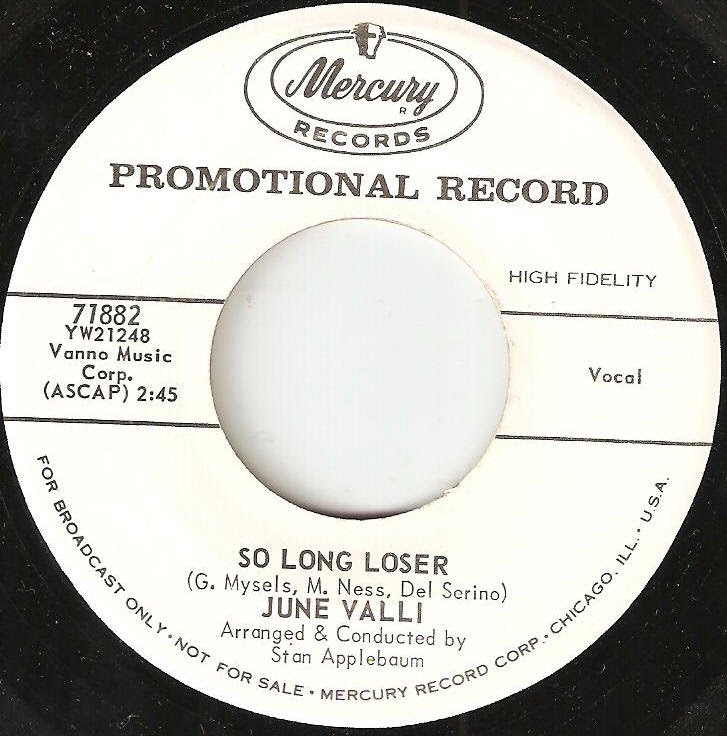 Mercury
R
RECORDS
PROMOTIONAL RECORD
HIGH FIDELITY
71882
YW21248
Vanno Music
Corp.
(ASCAP) 2:45
Vocal
SO LONG LOSER
(G. Mysels, M. Ness, Del Serino)
JUNE VALLI
Arranged & Conducted by
Stan Applebaum
FOR BROADCAST ONLY • NOT FOR SALE • MERCURY RECORD CORP. • CHICAGO, ILL. • U.S.A.